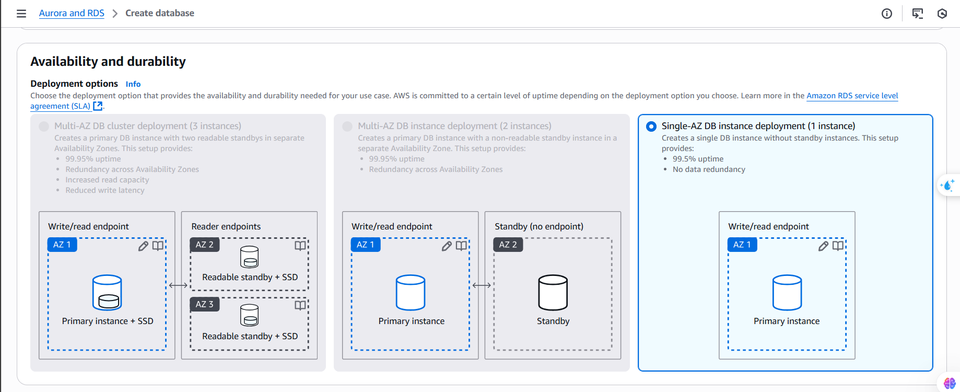 Aurora and RDS > Create database
Availability and durability
Deployment options Info
Choose the deployment option that provides the availability and durability needed for your use case. AWS is committed to a certain level of uptime depending on the deployment option you choose. Learn more in the Amazon RDS service level
agreement (SLA).
Multi-AZ DB cluster deployment (3 instances)
Creates a primary DB instance with two readable standbys in separate
Availability Zones. This setup provides:
• 99.95% uptime
• Redundancy across Availability Zones
• Increased read capacity
• Reduced write latency
Write/read endpoint
AZ 1
Primary instance + SSD
Reader endpoints
AZ 2
Readable standby + SSD
AZ 3
Readable standby + SSD
Multi-AZ DB instance deployment (2 instances)
Creates a primary DB instance with a non-readable standby instance in a
separate Availability Zone. This setup provides:
• 99.95% uptime
• Redundancy across Availability Zones
Write/read endpoint
AZ 1
Primary instance
Standby (no endpoint)
AZ 2
Standby
Single-AZ DB instance deployment (1 instance)
Creates a single DB instance without standby instances. This setup
provides:
• 99.5% uptime
• No data redundancy
Write/read endpoint
AZ 1
Primary instance